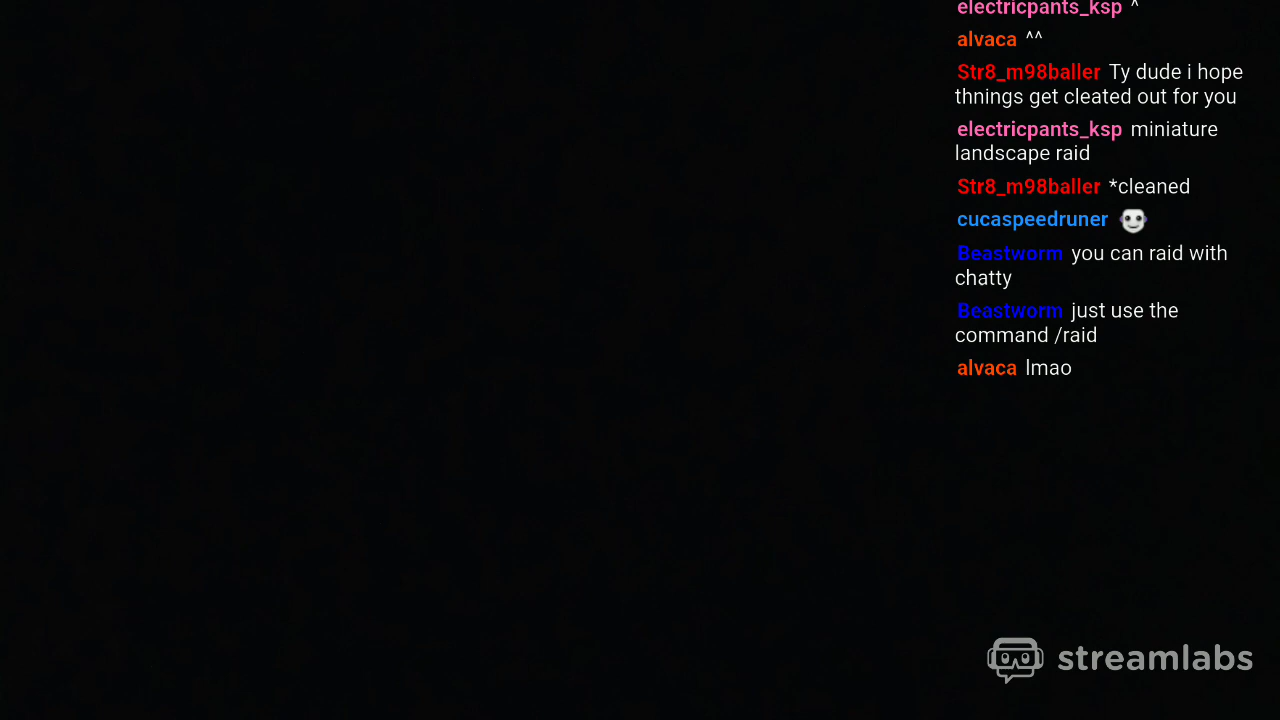 electricpants_ksp ^
alvaca ^^
Str8_m98baller Ty dude i hope
thnings get cleated out for you
electricpants_ksp miniature
landscape raid
Str8_m98baller *cleaned
cucaspeedruner
Beastworm you can raid with
chatty
Beastworm just use the
command /raid
alvaca lmao
streamlabs